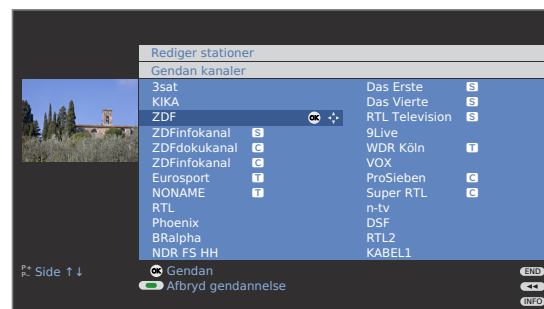 Rediger stationer
Gendan kanaler
3sat Das Erste S
KIKA Das Vierte S
ZDF OK RTL Television S
ZDFinfokanal S 9Live
ZDFdokukanal C WDR Köln T
ZDFinfokanal C VOX
Eurosport T ProSieben C
NONAME T Super RTL C
RTL n-tv
Phoenix DSF
BRalpha RTL2
NDR FS HH KABEL1
P+ P- Side ↑↓ OK Gendan END
Afbryd gendannelse
INFO